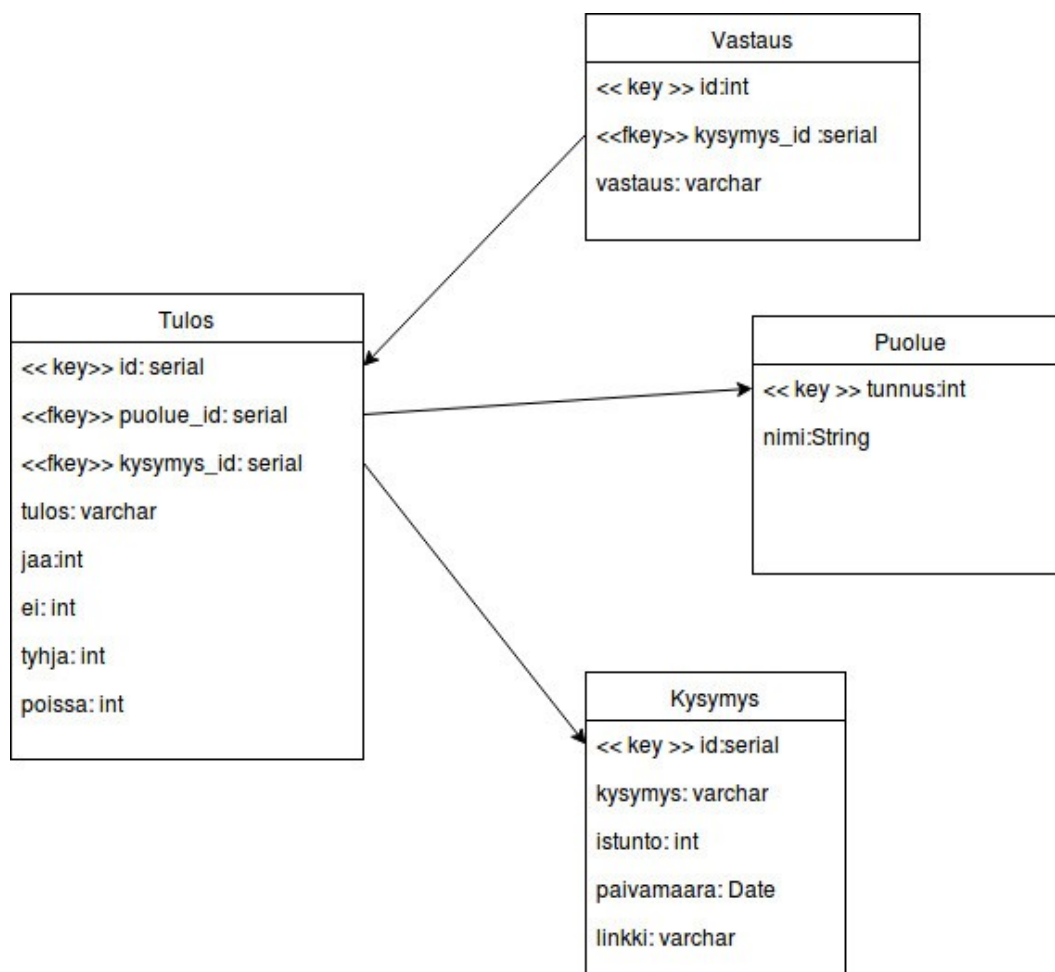 Vastaus
<< key >> id:int
<<fkey>> kysymys_id :serial
vastaus: varchar
Tulos
<< key>> id: serial
<<fkey>> puolue_id: serial
<<fkey>> kysymys_id: serial
tulos: varchar
jaa:int
ei: int
tyhja: int
poissa: int
Puolue
<< key >> tunnus:int
nimi:String
Kysymys
<< key >> id:serial
kysymys: varchar
istunto: int
paivamaara: Date
linkki: varchar